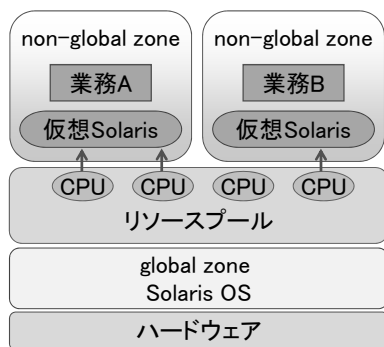 non-global zone
業務A
仮想Solaris
non-global zone
業務B
仮想Solaris
CPU CPU CPU CPU
リソースプール
global zone
Solaris OS
ハードウェア